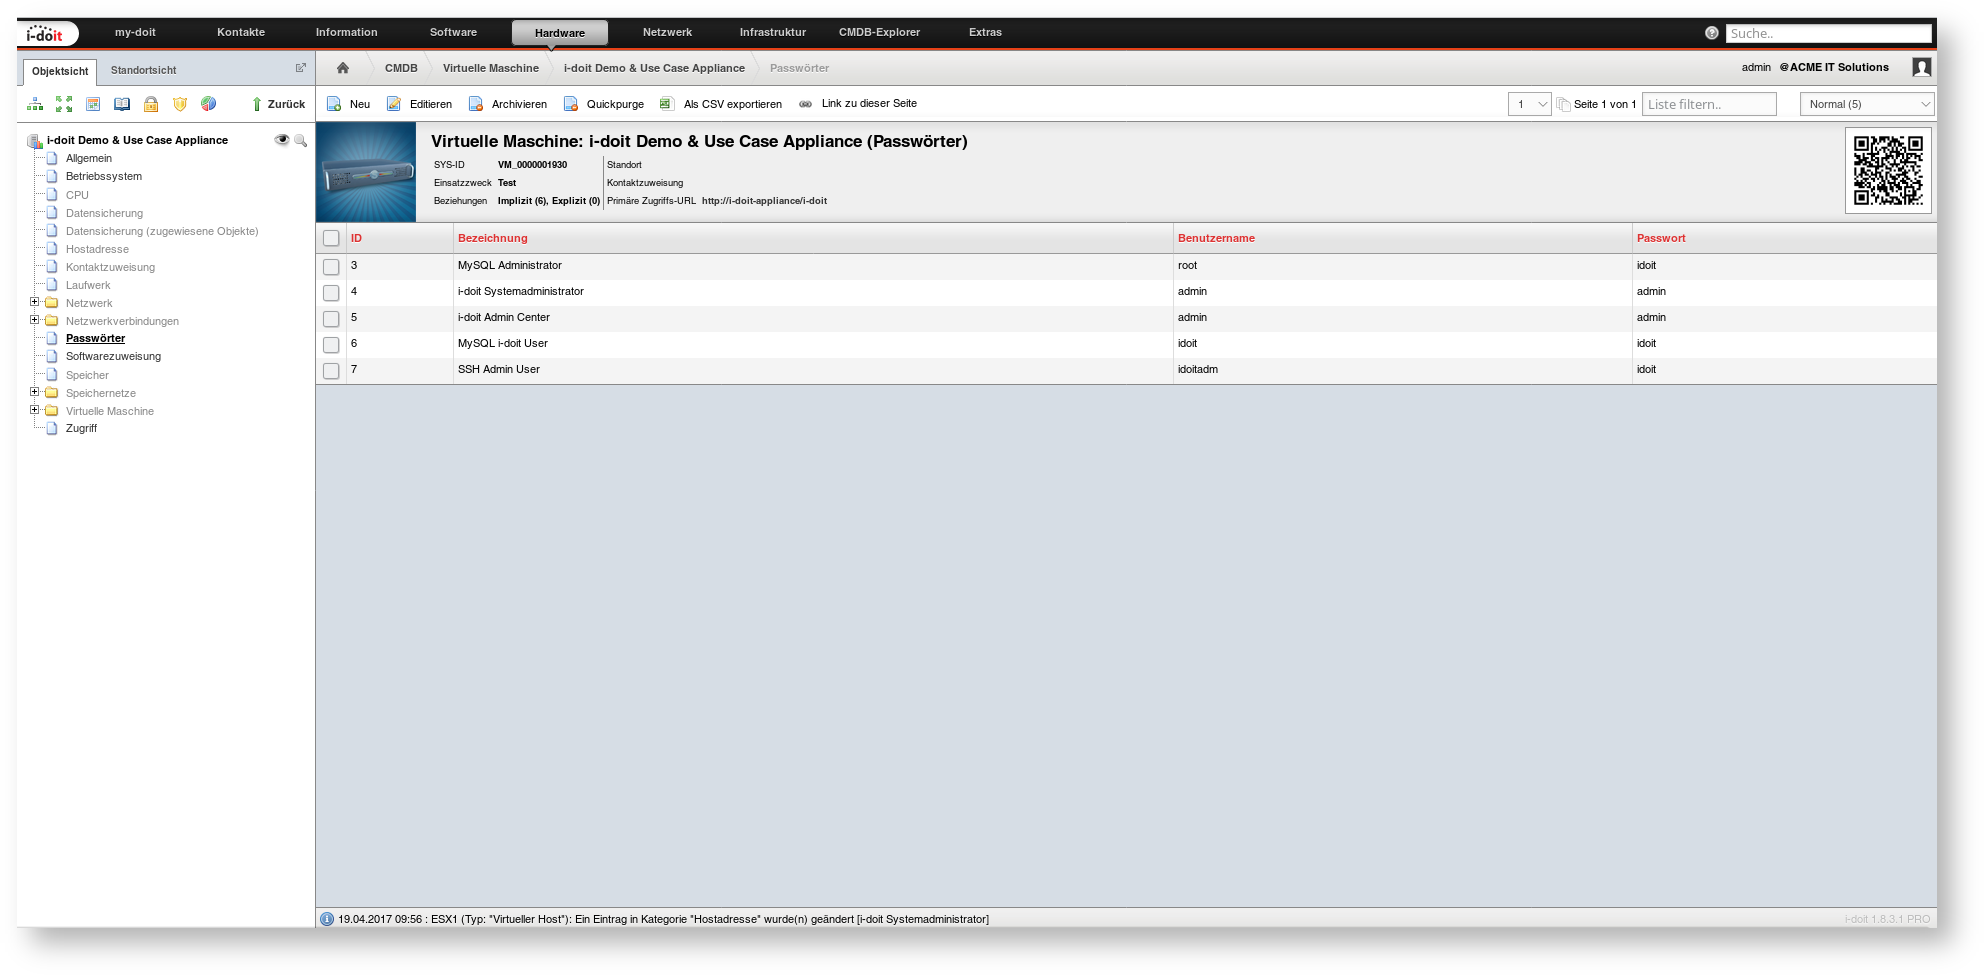 i-doit my-doit Kontakte Information Software Hardware Netzwerk Infrastruktur CMDB-Explorer Extras ? Suche..
Objektsicht Standortsicht
CMDB Virtuelle Maschine i-doit Demo & Use Case Appliance Passwörter admin @ACME IT Solutions
Zurück
Neu Editieren Archivieren Quickpurge Als CSV exportieren Link zu dieser Seite 1 Seite 1 von 1 Liste filtern.. Normal (5)
i-doit Demo & Use Case Appliance
Allgemein
Betriebssystem
CPU
Datensicherung
Datensicherung (zugewiesene Objekte)
Hostadresse
Kontaktzuweisung
Laufwerk
Netzwerk
Netzwerkverbindungen
Passwörter
Softwarezuweisung
Speicher
Speichernetze
Virtuelle Maschine
Zugriff
Virtuelle Maschine: i-doit Demo & Use Case Appliance (Passwörter)
SYS-ID VM_0000001930 Standort
Einsatzzweck Test Kontaktzuweisung
Beziehungen Implizit (6), Explizit (0) Primäre Zugriffs-URL http://i-doit-appliance/i-doit
ID Bezeichnung Benutzername Passwort
3 MySQL Administrator root idoit
4 i-doit Systemadministrator admin admin
5 i-doit Admin Center admin admin
6 MySQL i-doit User idoit idoit
7 SSH Admin User idoitadm idoit
19.04.2017 09:56 : ESX1 (Typ: "Virtueller Host"): Ein Eintrag in Kategorie "Hostadresse" wurde(n) geändert [i-doit Systemadministrator] i-doit 1.8.3.1 PRO